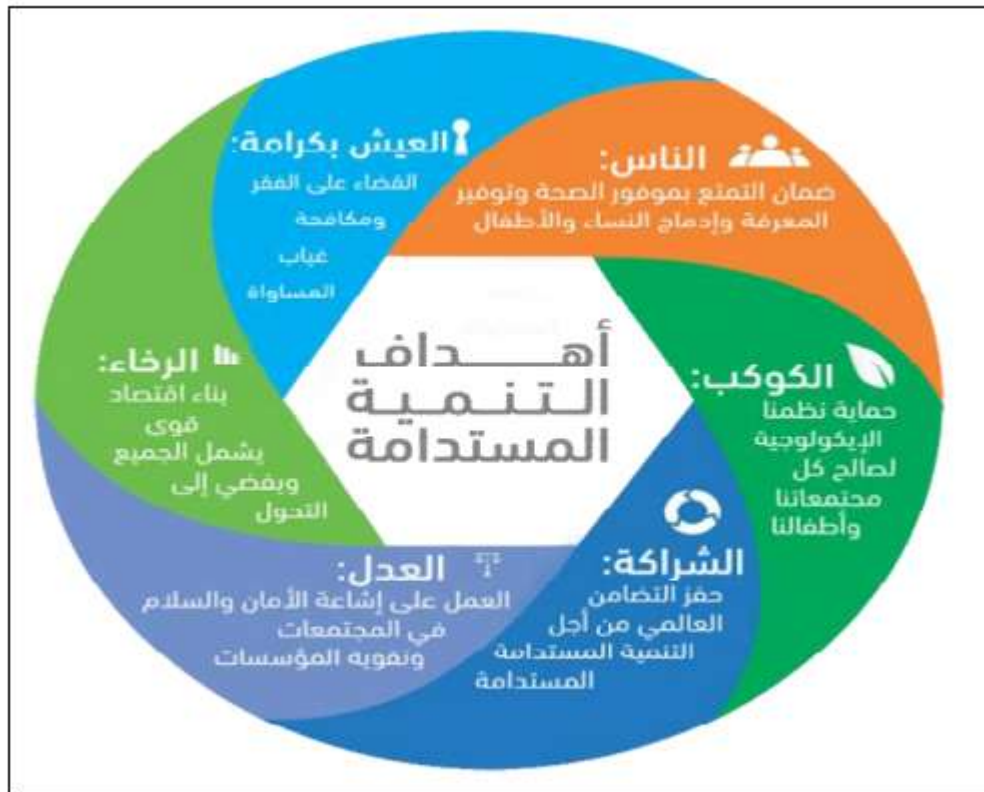 أهداف
التنمية
المستدامة
العيش بكرامة:
القضاء على الفقر
ومكافحة
غياب
المساواة
الناس:
ضمان التمتع بموفور الصحة وتوفير
المعرفة وإدماج النساء والأطفال
الكوكب:
حماية نظمنا
الإيكولوجية
لصالح كل
مجتمعاتنا
وأطفالنا
الشراكة:
حفز التضامن
العالمي من أجل
التنمية المستدامة
المستدامة
العدل:
العمل على إشاعة الأمان والسلام
في المجتمعات
وتقوية المؤسسات
الرخاء:
بناء اقتصاد
قوى
يشمل الجميع
ويفضي إلى
التحول